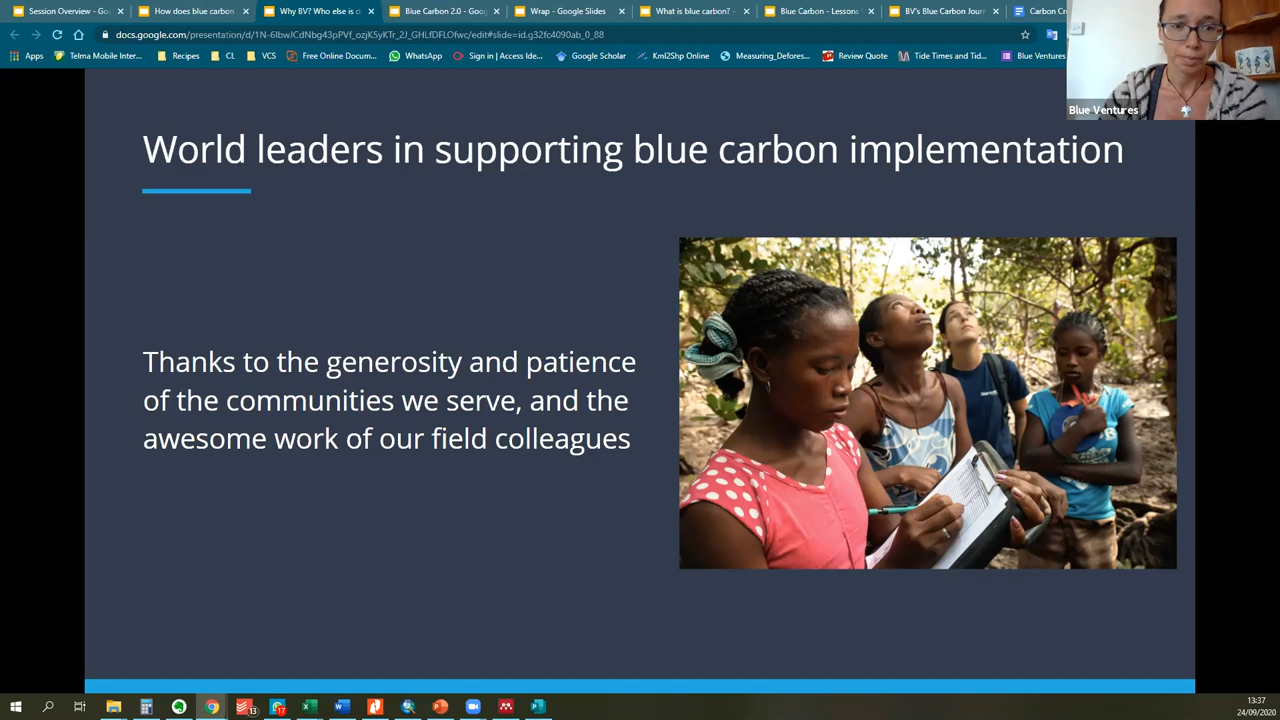 Session Overview - Go
How does blue carbon
Why BV? Who else is d
Blue Carbon 2.0 - Goog
Wrap - Google Slides
What is blue carbon? -
Blue Carbon - Lessons
BV's Blue Carbon Jour
Carbon Cre
docs.google.com/presentation/d/1N-6lbwJCdNbg43pPVf_ozjK5yKTr_2J_GHLfDFLOfwc/edit#slide=id.g32fc4090ab_0_88
Apps
Telma Mobile Inter...
Recipes
CL
VCS
Free Online Docum...
WhatsApp
Sign in | Access Ide...
Google Scholar
Kml2Shp Online
Measuring_Defores...
Review Quote
Tide Times and Tid...
Blue Ventures
Blue Ventures
World leaders in supporting blue carbon implementation
Thanks to the generosity and patience
of the communities we serve, and the
awesome work of our field colleagues
13
17
13:37
24/09/2020